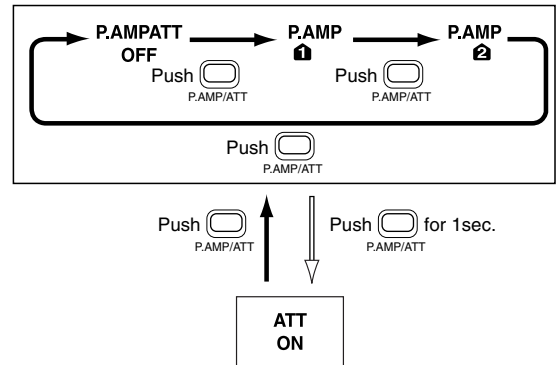 P.AMPATT P.AMP P.AMP
OFF 1 2
Push Push
P.AMP/ATT P.AMP/ATT
Push
P.AMP/ATT
Push Push for 1sec.
P.AMP/ATT P.AMP/ATT
ATT
ON